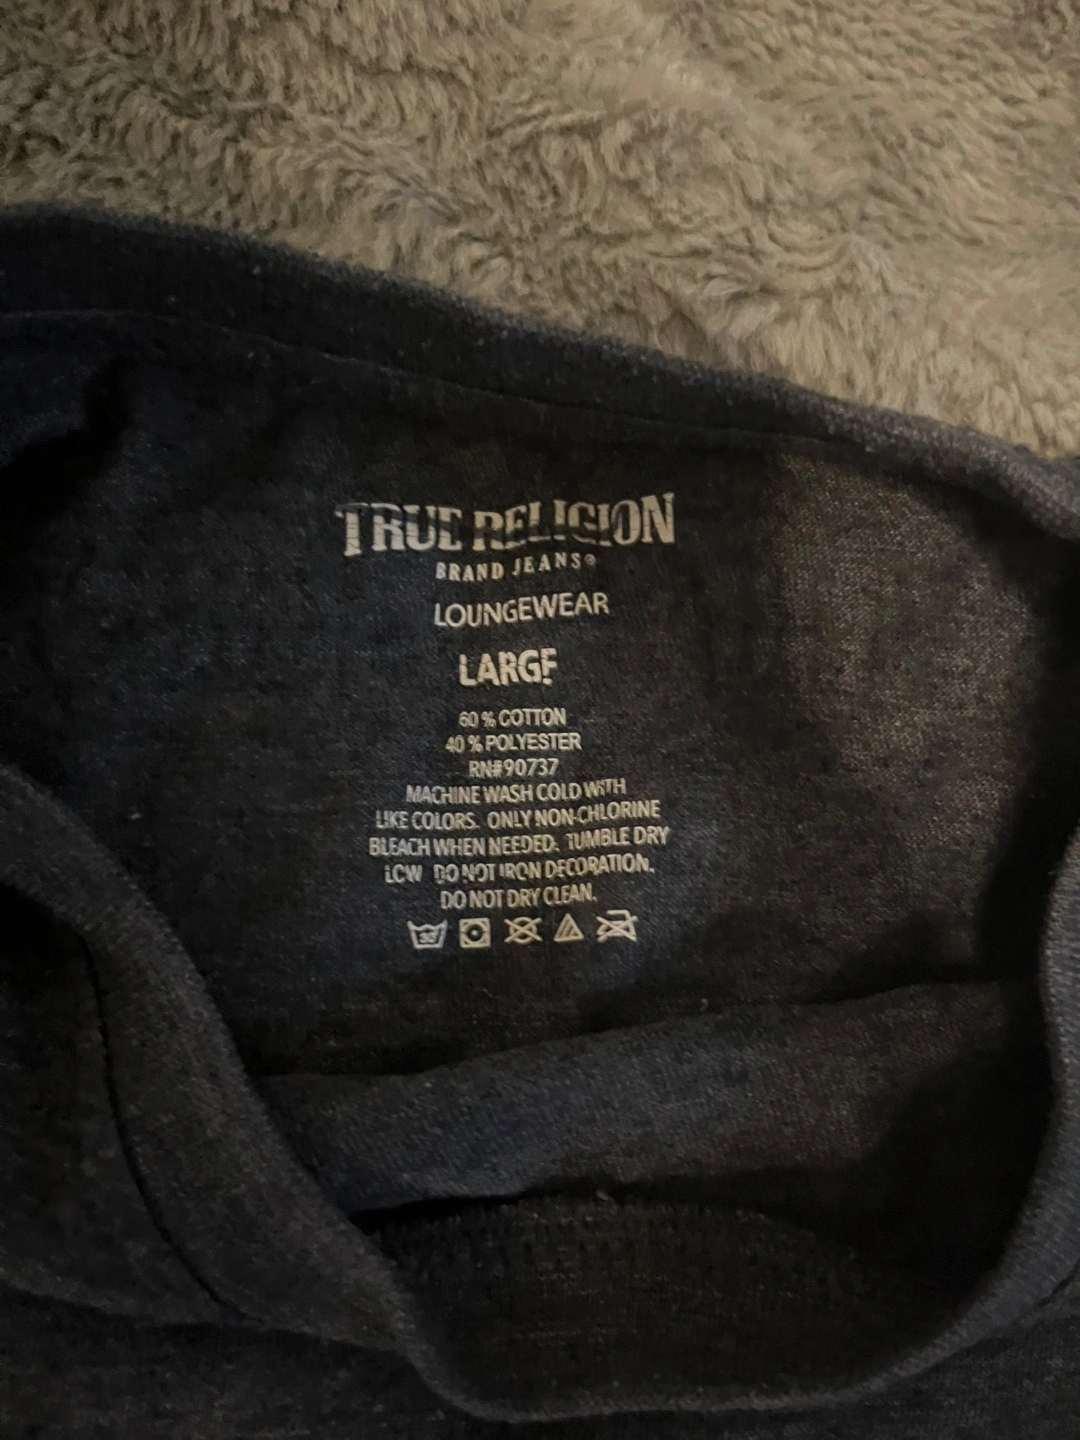 TRUE RELIGION
BRAND JEANS®
LOUNGEWEAR
LARGE
60 % COTTON
40 % POLYESTER
RN#90737
MACHINE WASH COLD WITH
LIKE COLORS. ONLY NON-CHLORINE
BLEACH WHEN NEEDED. TUMBLE DRY
LOW DO NOT IRON DECORATION.
DO NOT DRY CLEAN.